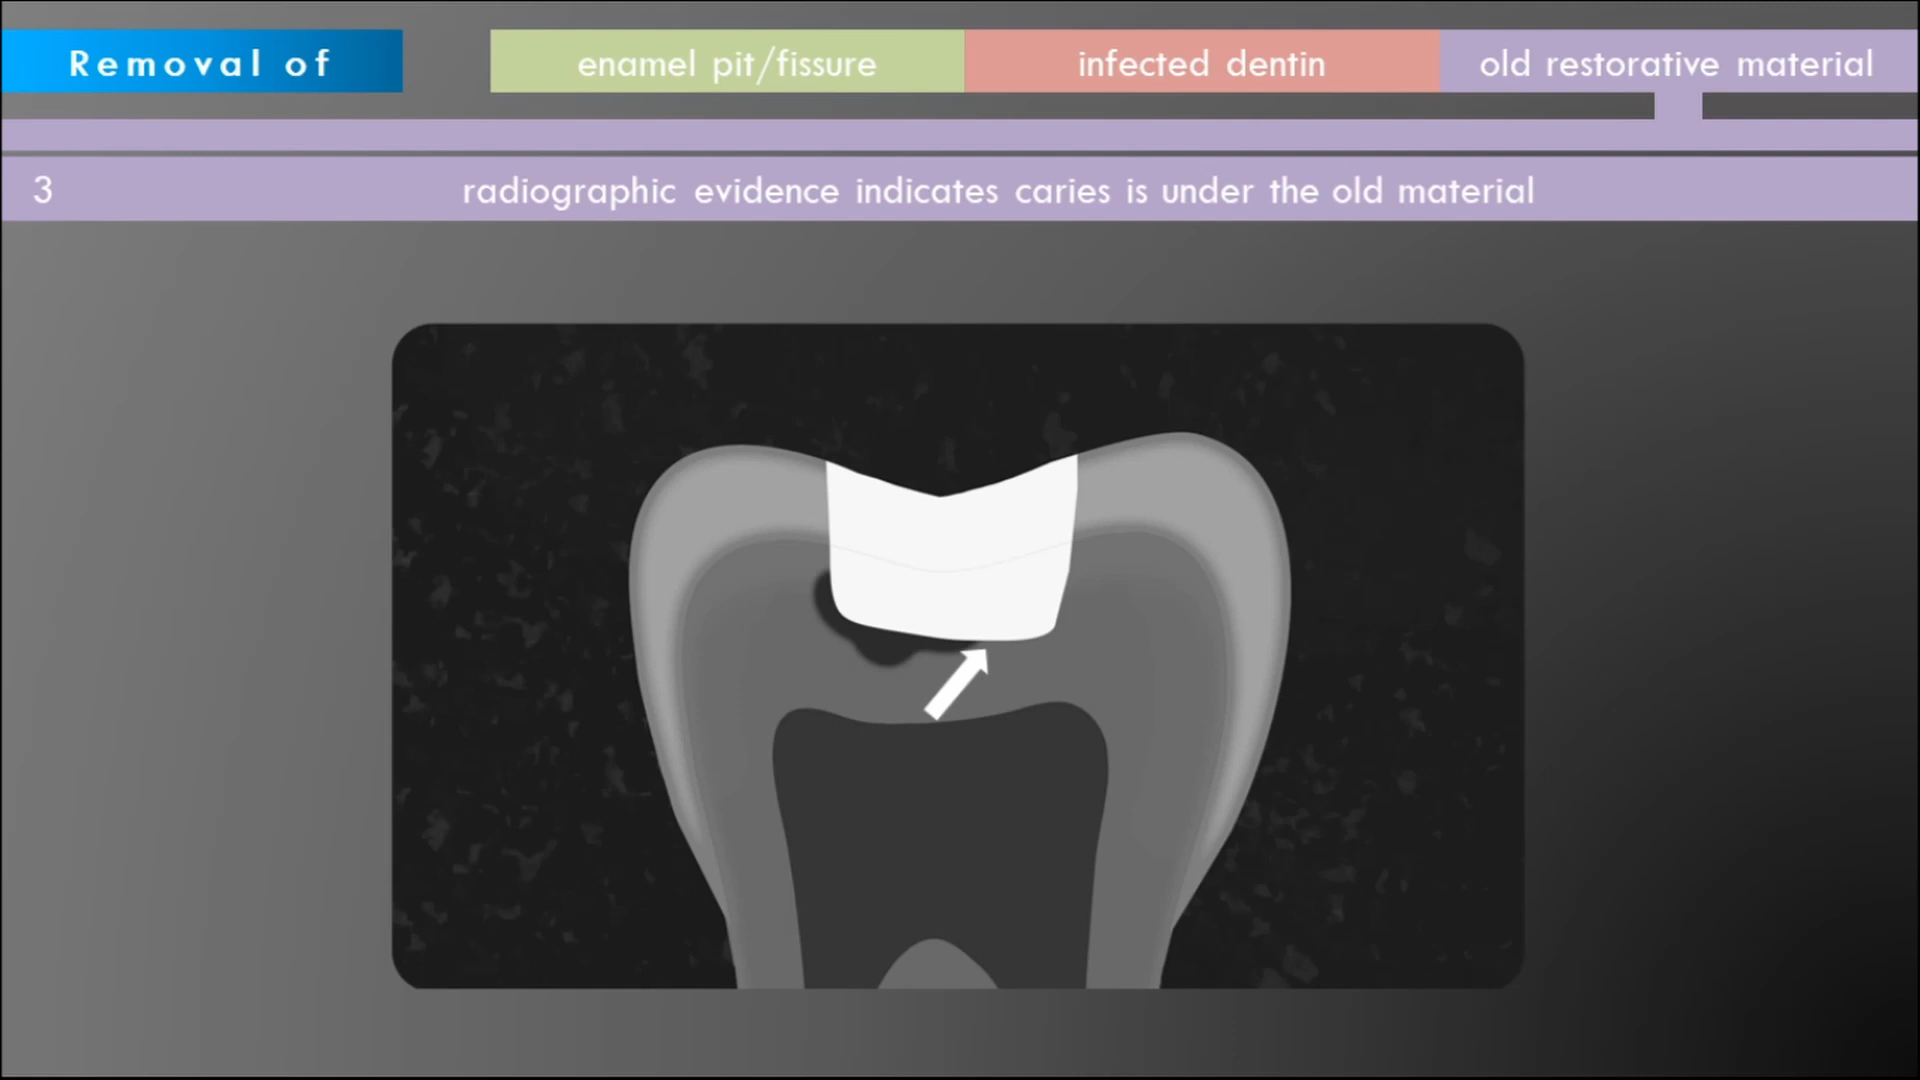 Removal of
enamel pit/fissure
infected dentin
old restorative material
3
radiographic evidence indicates caries is under the old material